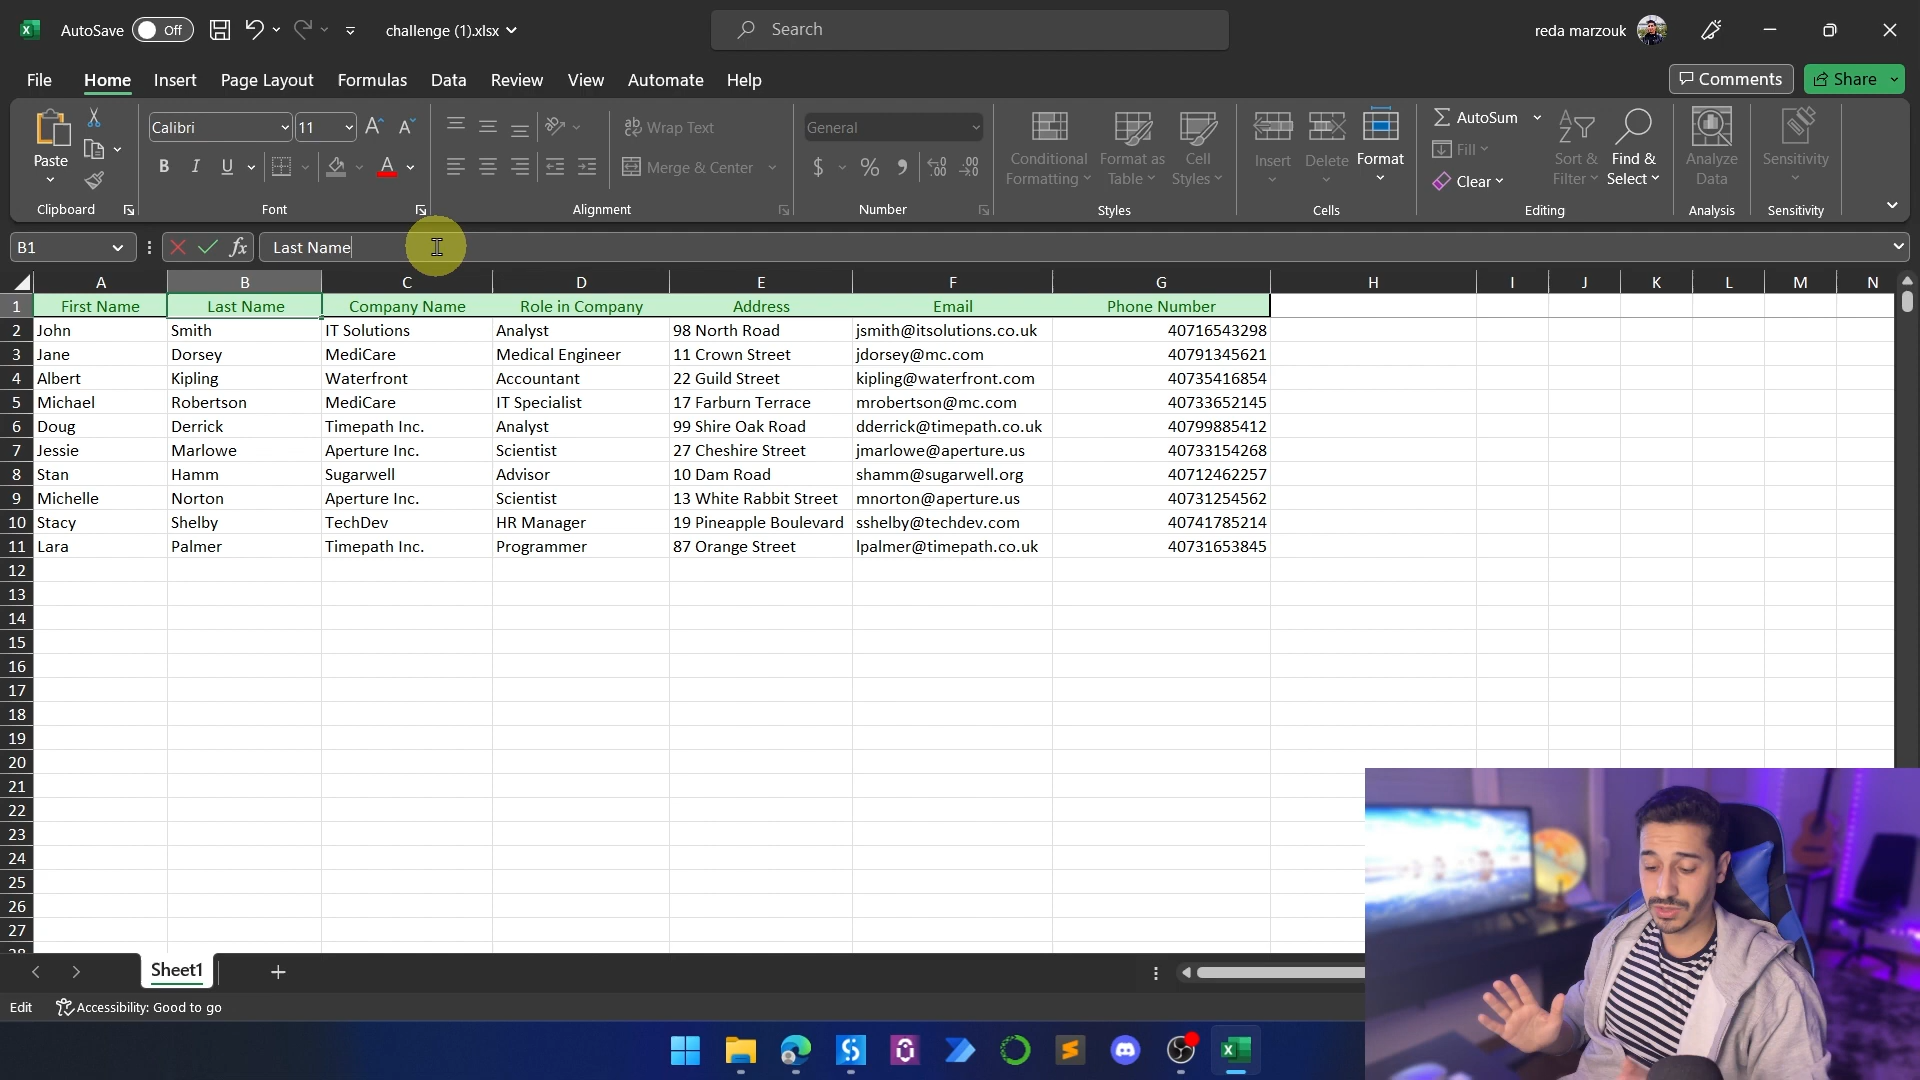 AutoSave Off challenge (1).xlsx Search reda marzouk
File Home Insert Page Layout Formulas Data Review View Automate Help Comments Share
Paste Clipboard
Calibri 11 B I U A Font
Wrap Text Merge & Center Alignment
General $ % Number
Conditional Formatting Format as Table Cell Styles Styles
Insert Delete Format Cells
AutoSum Fill Clear Sort & Filter Find & Select Editing
Analyze Data Analysis
Sensitivity Sensitivity
B1 fx Last Name
A B C D E F G H I J K L M N
1 First Name Last Name Company Name Role in Company Address Email Phone Number
2 John Smith IT Solutions Analyst 98 North Road jsmith@itsolutions.co.uk 40716543298
3 Jane Dorsey MediCare Medical Engineer 11 Crown Street jdorsey@mc.com 40791345621
4 Albert Kipling Waterfront Accountant 22 Guild Street kipling@waterfront.com 40735416854
5 Michael Robertson MediCare IT Specialist 17 Farburn Terrace mrobertson@mc.com 40733652145
6 Doug Derrick Timepath Inc. Analyst 99 Shire Oak Road dderrick@timepath.co.uk 40799885412
7 Jessie Marlowe Aperture Inc. Scientist 27 Cheshire Street jmarlowe@aperture.us 40733154268
8 Stan Hamm Sugarwell Advisor 10 Dam Road shamm@sugarwell.org 40712462257
9 Michelle Norton Aperture Inc. Scientist 13 White Rabbit Street mnorton@aperture.us 40731254562
10 Stacy Shelby TechDev HR Manager 19 Pineapple Boulevard sshelby@techdev.com 40741785214
11 Lara Palmer Timepath Inc. Programmer 87 Orange Street lpalmer@timepath.co.uk 40731653845
12
13
14
15
16
17
18
19
20
21
22
23
24
25
26
27
28
Sheet1
Edit Accessibility: Good to go